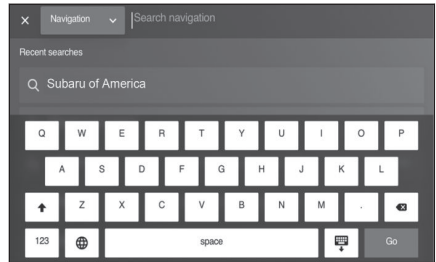 Navigation Search navigation
Recent searches
Subaru of America
Q W E R T Y U I O P
A S D F G H J K L
Z X C V B N M .
123 space Go